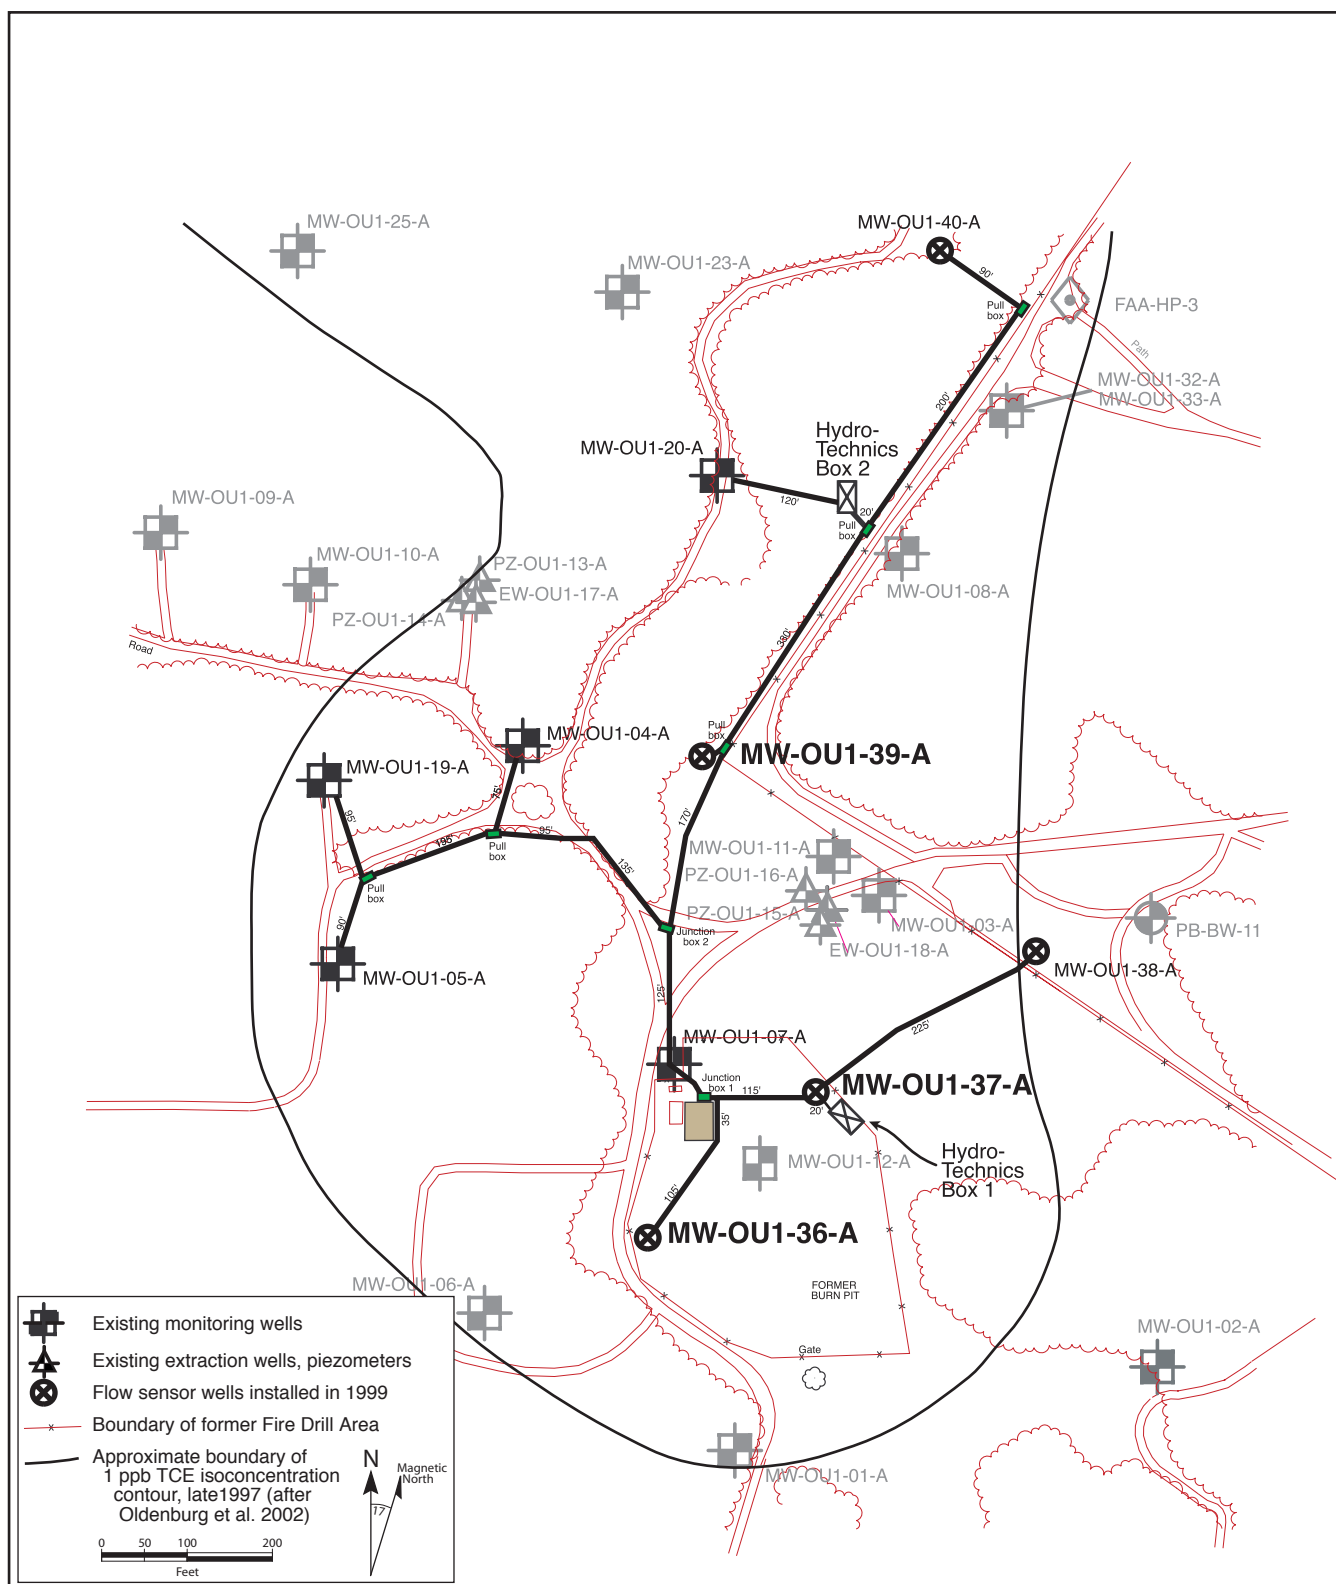 MW-OU1-25-A
MW-OU1-40-A
MW-OU1-23-A
90'
Pull
box
FAA-HP-3
Path
MW-OU1-32-A
MW-OU1-33-A
200'
Hydro-
Technics
Box 2
MW-OU1-20-A
120'
20'
Pull
box
MW-OU1-09-A
MW-OU1-10-A
PZ-OU1-13-A
EW-OU1-17-A
PZ-OU1-14-A
MW-OU1-08-A
Road
380'
Pull
box
MW-OU1-04-A
MW-OU1-39-A
MW-OU1-19-A
75'
95'
195'
95'
Pull
box
170'
135'
MW-OU1-11-A
PZ-OU1-16-A
Pull
box
90'
PZ-OU1-15-A
MW-OU1-03-A
EW-OU1-18-A
PB-BW-11
Junction
box 2
MW-OU1-38-A
MW-OU1-05-A
125'
225'
MW-OU1-07-A
Junction
box 1
115'
MW-OU1-37-A
20'
35'
Hydro-
Technics
Box 1
MW-OU1-12-A
105'
MW-OU1-36-A
MW-OU1-06-A
FORMER
BURN PIT
Gate
MW-OU1-02-A
MW-OU1-01-A
Existing monitoring wells
Existing extraction wells, piezometers
Flow sensor wells installed in 1999
Boundary of former Fire Drill Area
Approximate boundary of
1 ppb TCE isoconcentration
contour, late1997 (after
Oldenburg et al. 2002)
N
Magnetic
North
17
0 50 100 200
Feet